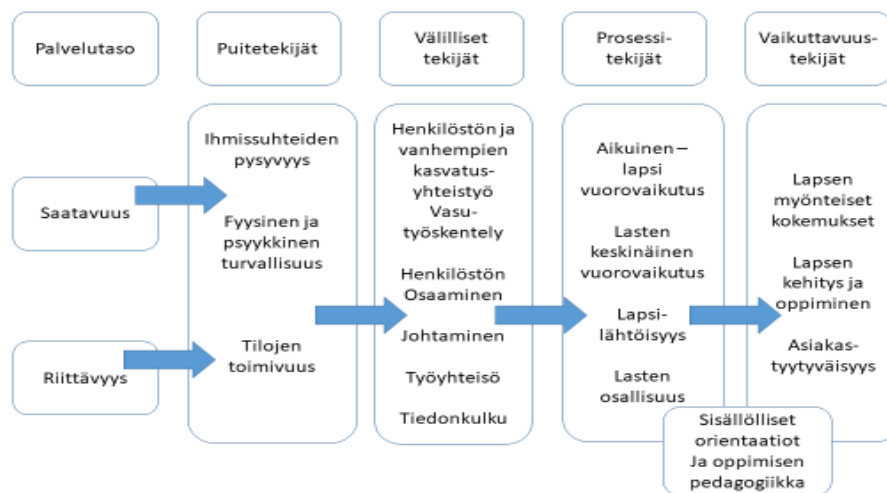 Palvelutaso
Puitetekijät
Välilliset
tekijät
Prosessi-
tekijät
Vaikuttavuus-
tekijät
Saatavuus
Riittävyys
Ihmissuhteiden
pysyvyys
Fyysinen ja
psyykkinen
turvallisuus
Tilojen
toimivuus
Henkilöstön ja
vanhempien
kasvatus-
yhteistyö
Vasu-
työskentely
Henkilöstön
Osaaminen
Johtaminen
Työyhteisö
Tiedonkulku
Aikuinen –
lapsi
vuorovaikutus
Lasten
keskinäinen
vuorovaikutus
Lapsi-
lähtöisyys
Lasten
osallisuus
Lapsen
myönteiset
kokemukset
Lapsen
kehitys ja
oppiminen
Asiakas-
tyytyväisyys
Sisällölliset
orientaatiot
Ja oppimisen
pedagogiikka